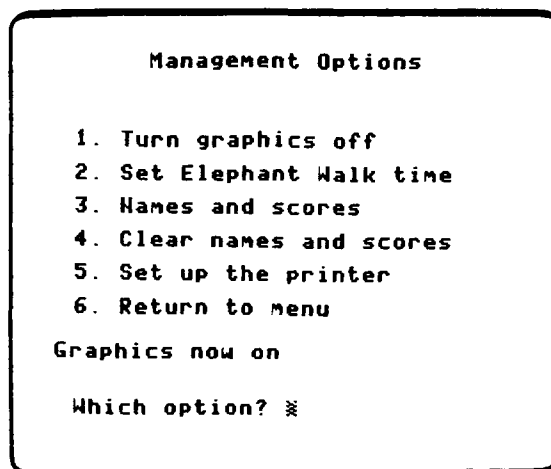 Management Options
1. Turn graphics off
2. Set Elephant Walk time
3. Names and scores
4. Clear names and scores
5. Set up the printer
6. Return to menu
Graphics now on
Which option?